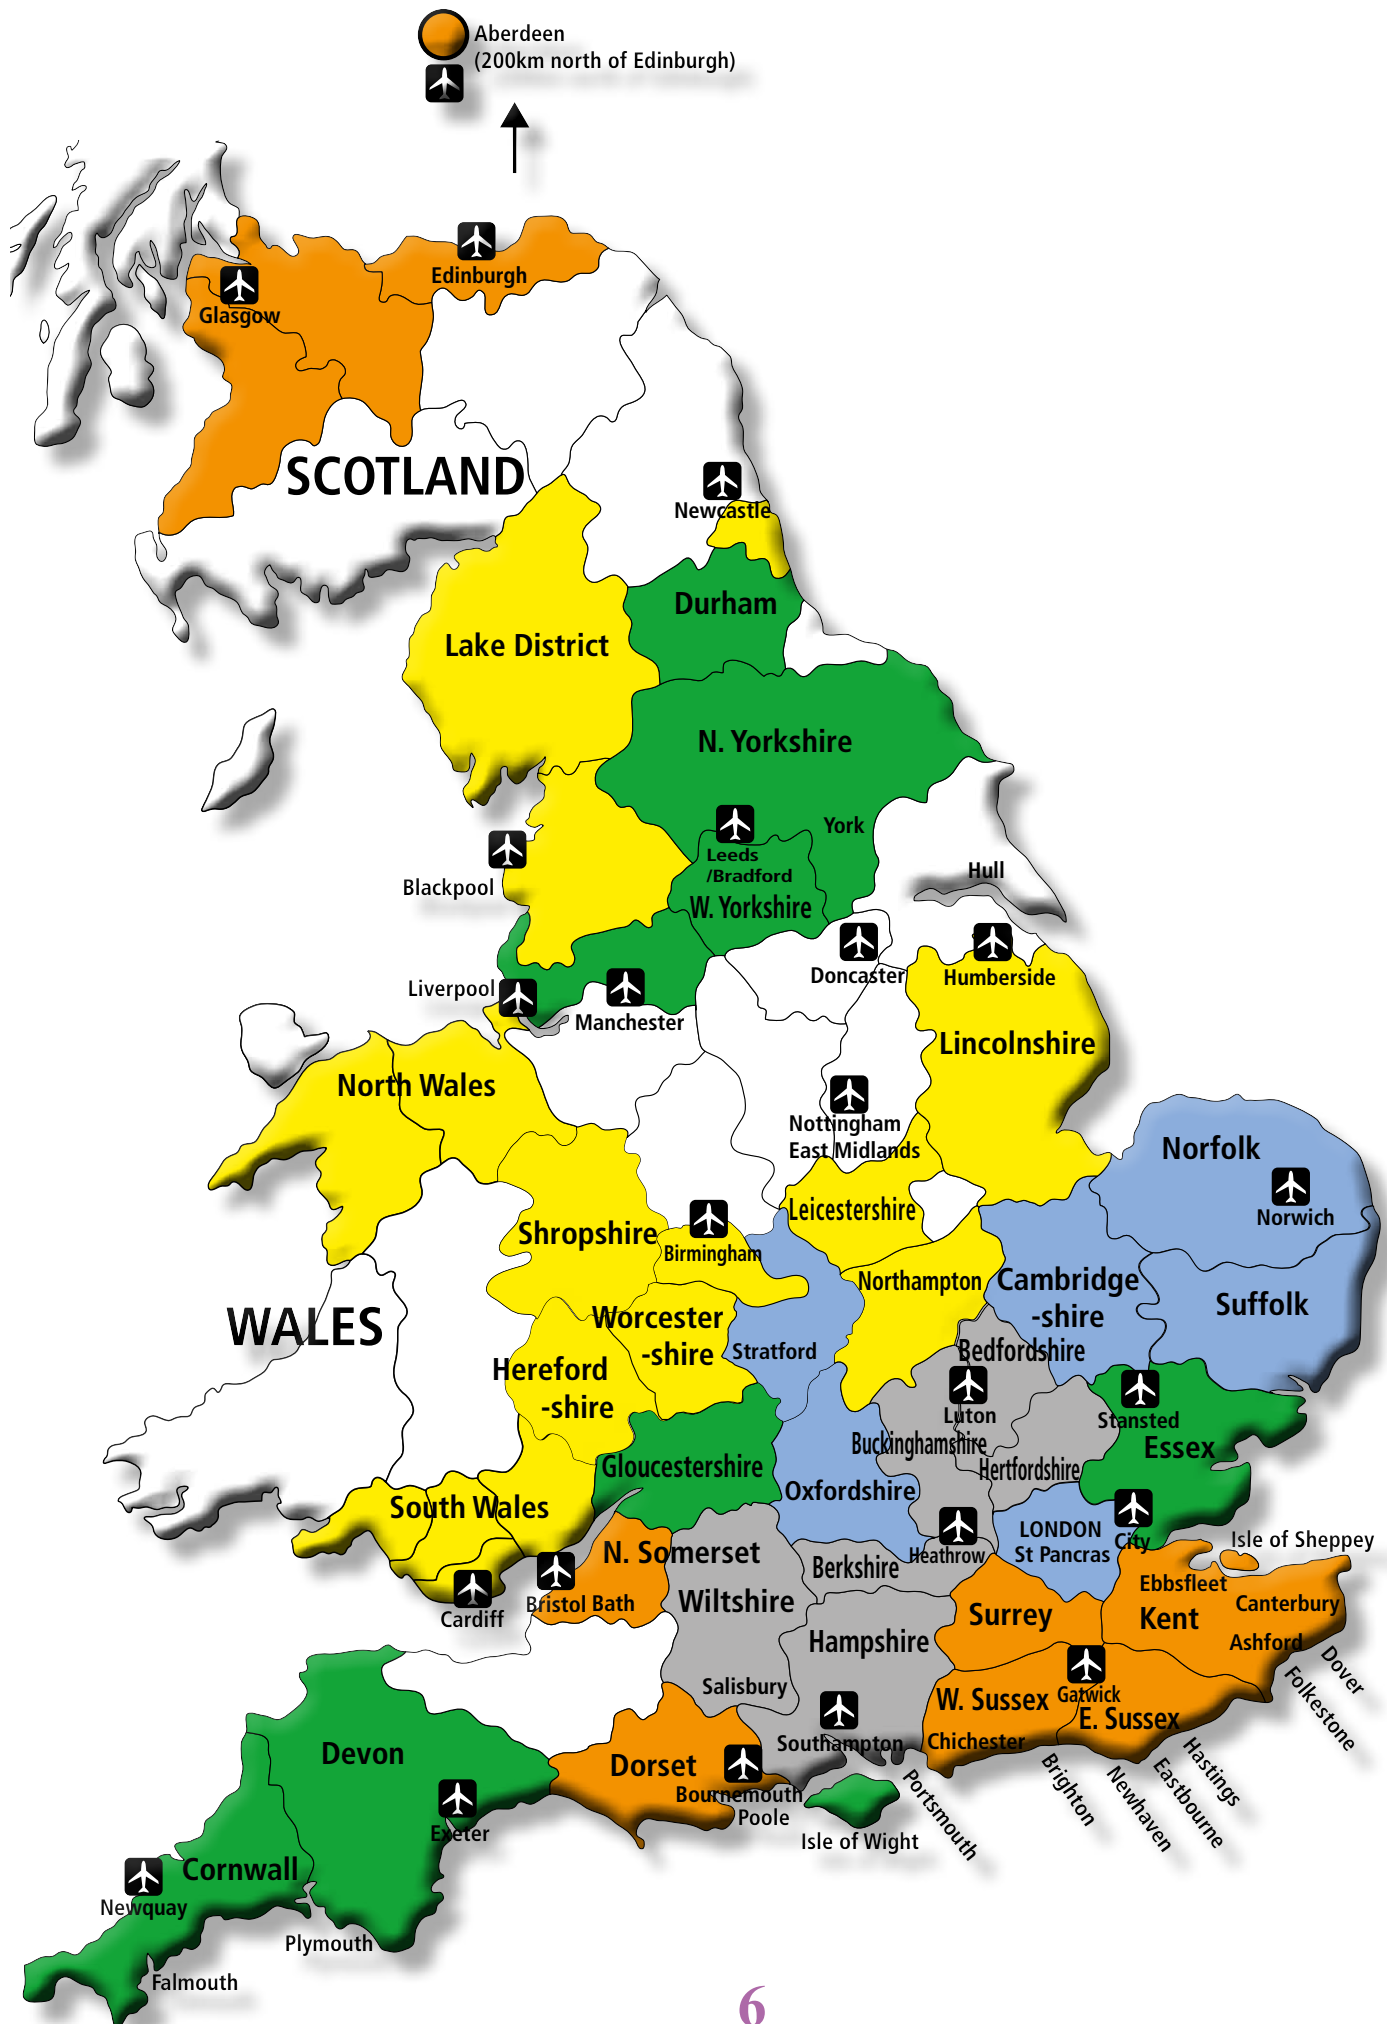 Aberdeen
(200km north of Edinburgh)
Edinburgh
Glasgow
SCOTLAND
Newcastle
Durham
Lake District
N. Yorkshire
York
Leeds
/Bradford
Hull
Blackpool
W. Yorkshire
Doncaster
Humberside
Liverpool
Manchester
Lincolnshire
North Wales
Nottingham
East Midlands
Norfolk
Norwich
Leicestershire
Shropshire
Birmingham
Northampton
Cambridge
-shire
Suffolk
WALES
Worcester
-shire
Stratford
Bedfordshire
Hereford
-shire
Luton
Stansted
Essex
Buckinghamshire
Hertfordshire
Gloucestershire
Oxfordshire
South Wales
LONDON
St Pancras
City
Isle of Sheppey
N. Somerset
Berkshire
Heathrow
Ebbsfleet
Canterbury
Cardiff
Bristol Bath
Wiltshire
Surrey
Kent
Ashford
Hampshire
Dover
Folkestone
Salisbury
W. Sussex
Gatwick
E. Sussex
Southampton
Chichester
Devon
Dorset
Hastings
Eastbourne
Newhaven
Brighton
Portsmouth
Bournemouth
Poole
Isle of Wight
Exeter
Cornwall
Newquay
Plymouth
Falmouth
6